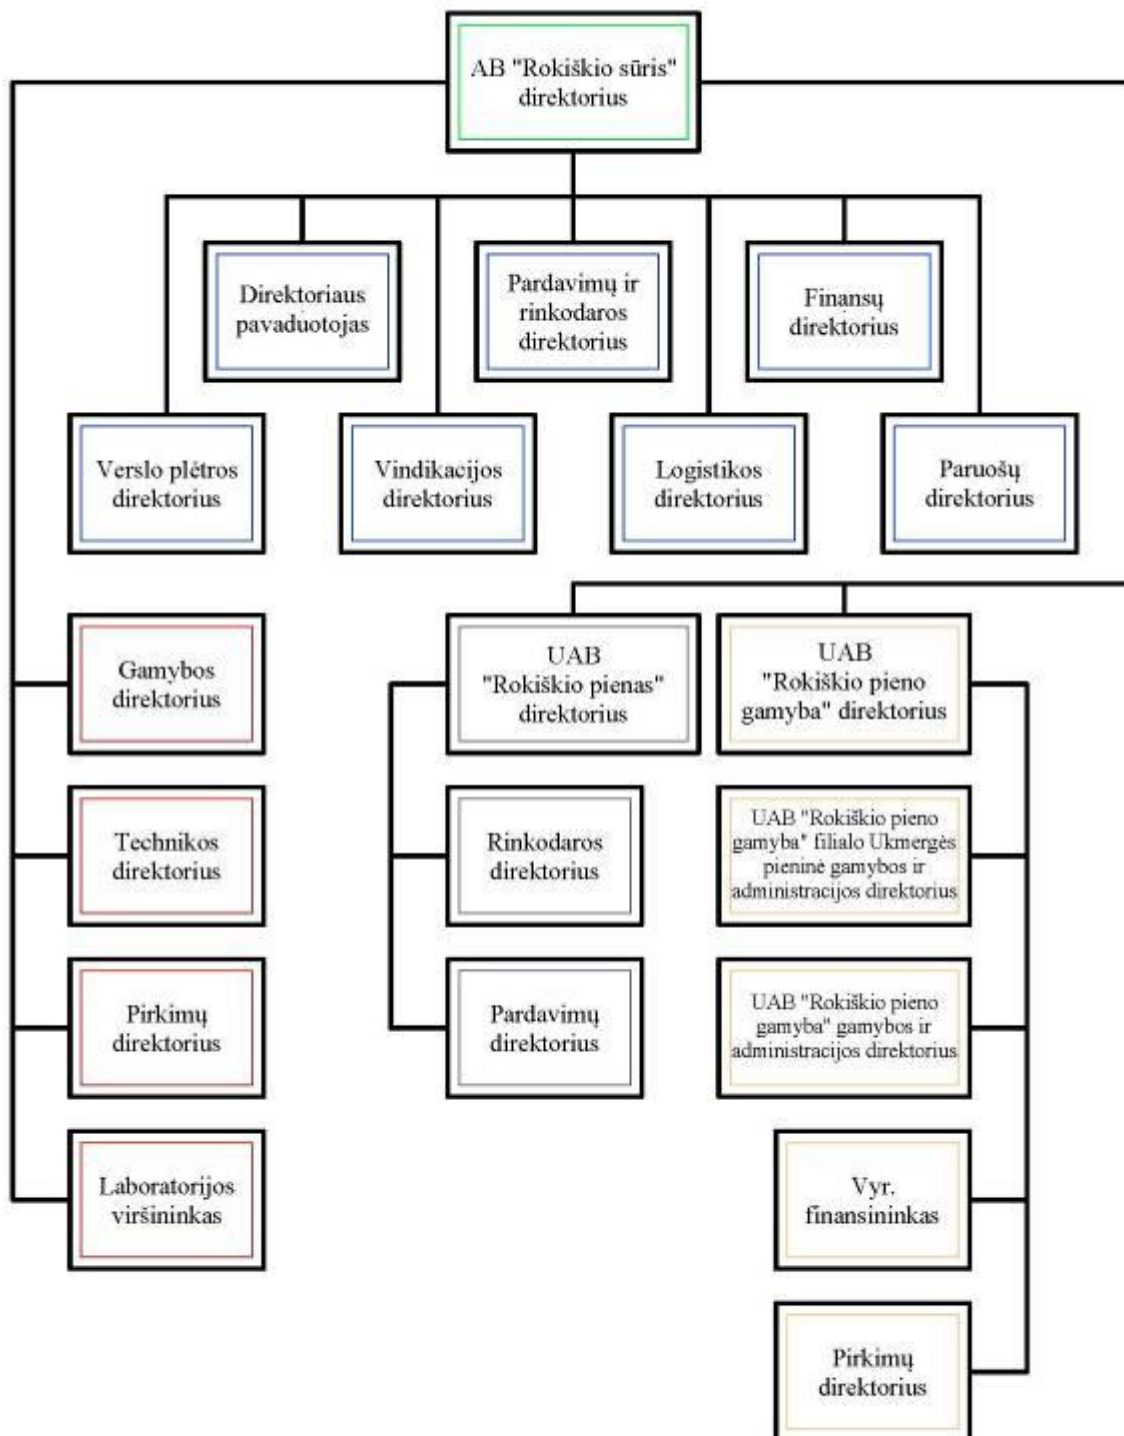 AB "Rokiškio sūris"
direktorius
Direktoriaus
pavaduotojas
Pardavimų ir
rinkodaros
direktorius
Finansų
direktorius
Verslo plėtros
direktorius
Vindikacijos
direktorius
Logistikos
direktorius
Paruošų
direktorius
Gamybos
direktorius
Technikos
direktorius
Pirkimų
direktorius
Laboratorijos
viršininkas
UAB
"Rokiškio pienas"
direktorius
Rinkodaros
direktorius
Pardavimų
direktorius
UAB
"Rokiškio pieno
gamyba" direktorius
UAB "Rokiškio pieno
gamyba" filialo Ukmergės
pieninė gamybos ir
administracijos direktorius
UAB "Rokiškio pieno
gamyba" gamybos ir
administracijos direktorius
Vyr.
finansininkas
Pirkimų
direktorius